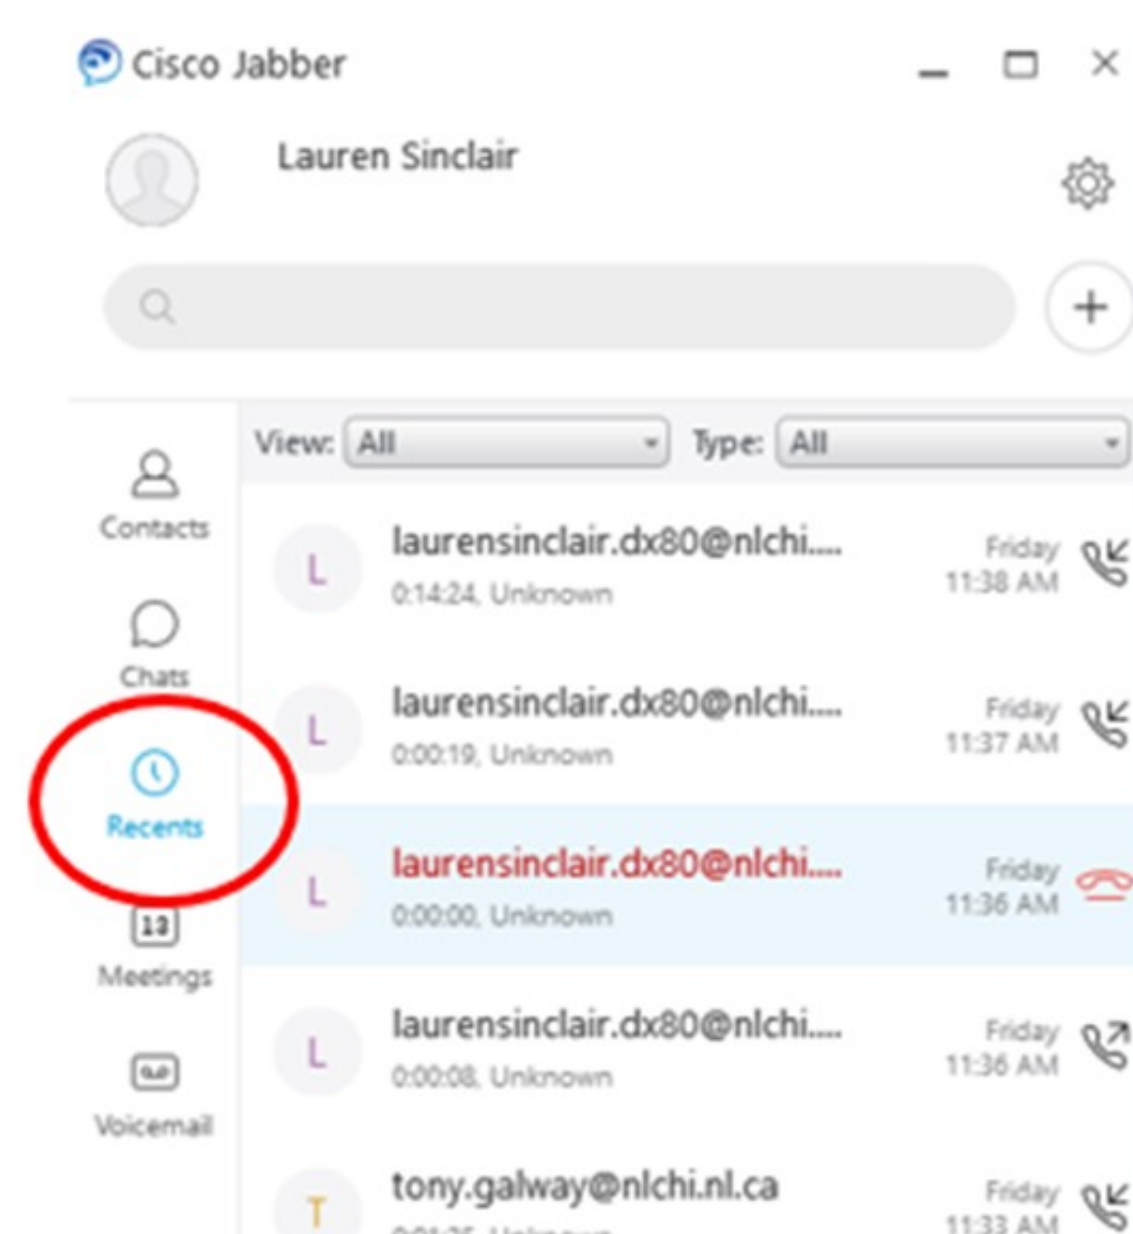 Cisco Jabber
Lauren Sinclair
View: All Type: All
Contacts
Chats
Recents
13
Meetings
Voicemail
L laurensinclair.dx80@nlchi.... Friday
0:14:24, Unknown 11:38 AM
L laurensinclair.dx80@nlchi.... Friday
0:00:19, Unknown 11:37 AM
L laurensinclair.dx80@nlchi.... Friday
0:00:00, Unknown 11:36 AM
L laurensinclair.dx80@nlchi.... Friday
0:00:08, Unknown 11:36 AM
T tony.galway@nlchi.nl.ca Friday
11:33 AM